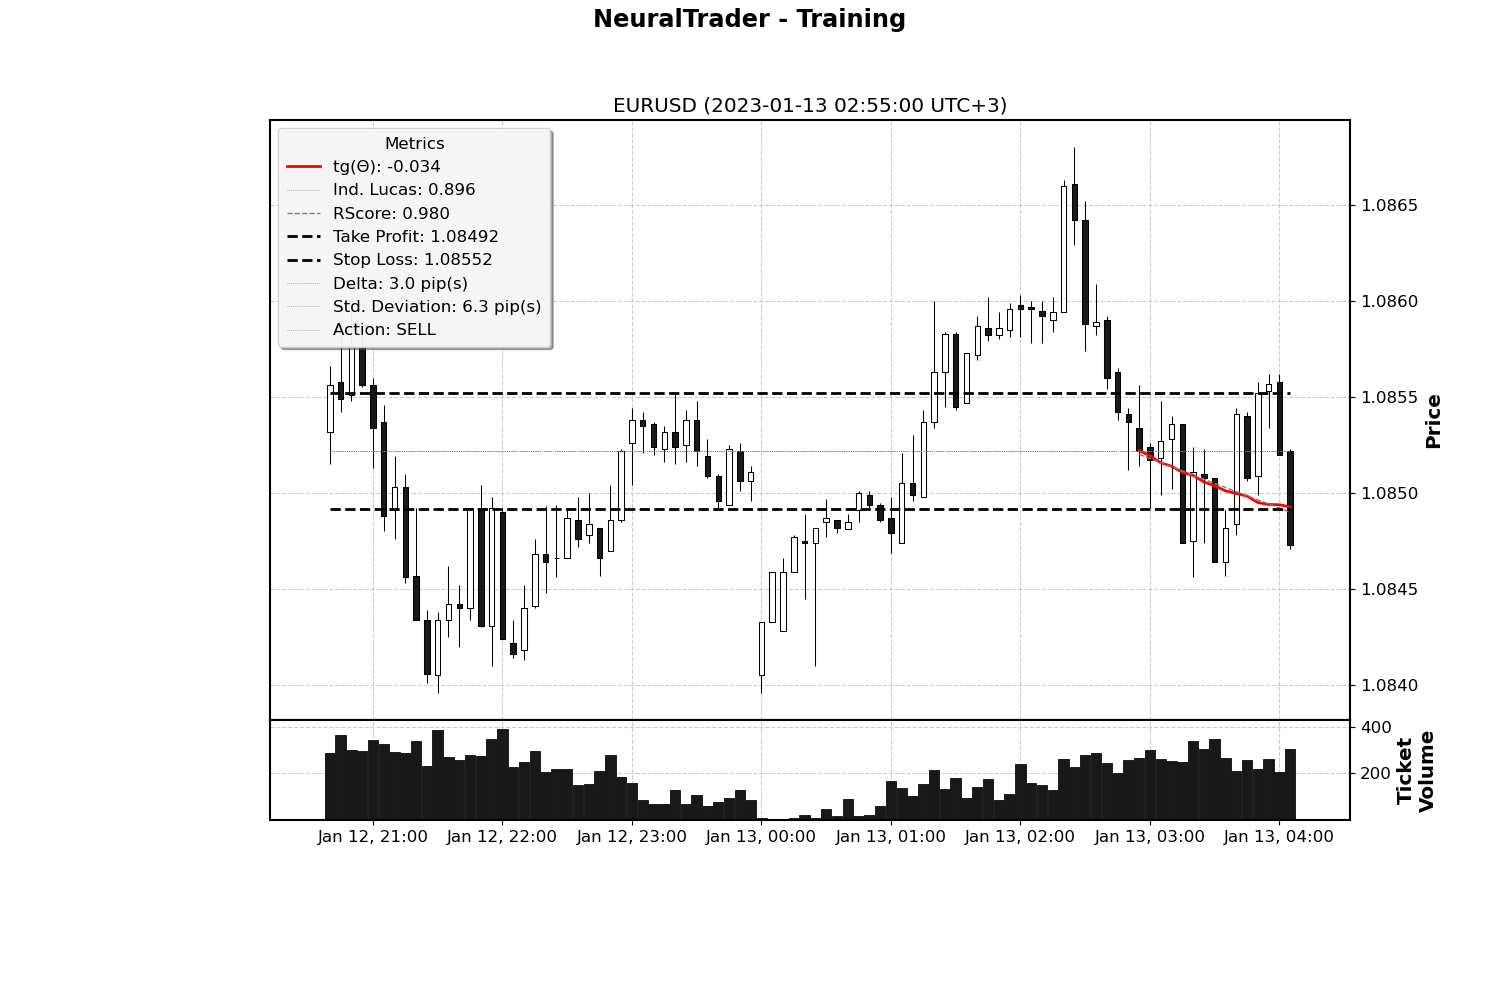 NeuralTrader - Training
EURUSD (2023-01-13 02:55:00 UTC+3)
Metrics
tg(Θ): -0.034
Ind. Lucas: 0.896
RScore: 0.980
Take Profit: 1.08492
Stop Loss: 1.08552
Delta: 3.0 pip(s)
Std. Deviation: 6.3 pip(s)
Action: SELL
1.0865
1.0860
1.0855
1.0850
1.0845
1.0840
Price
400
200
Ticket
Volume
Jan 12, 21:00
Jan 12, 22:00
Jan 12, 23:00
Jan 13, 00:00
Jan 13, 01:00
Jan 13, 02:00
Jan 13, 03:00
Jan 13, 04:00